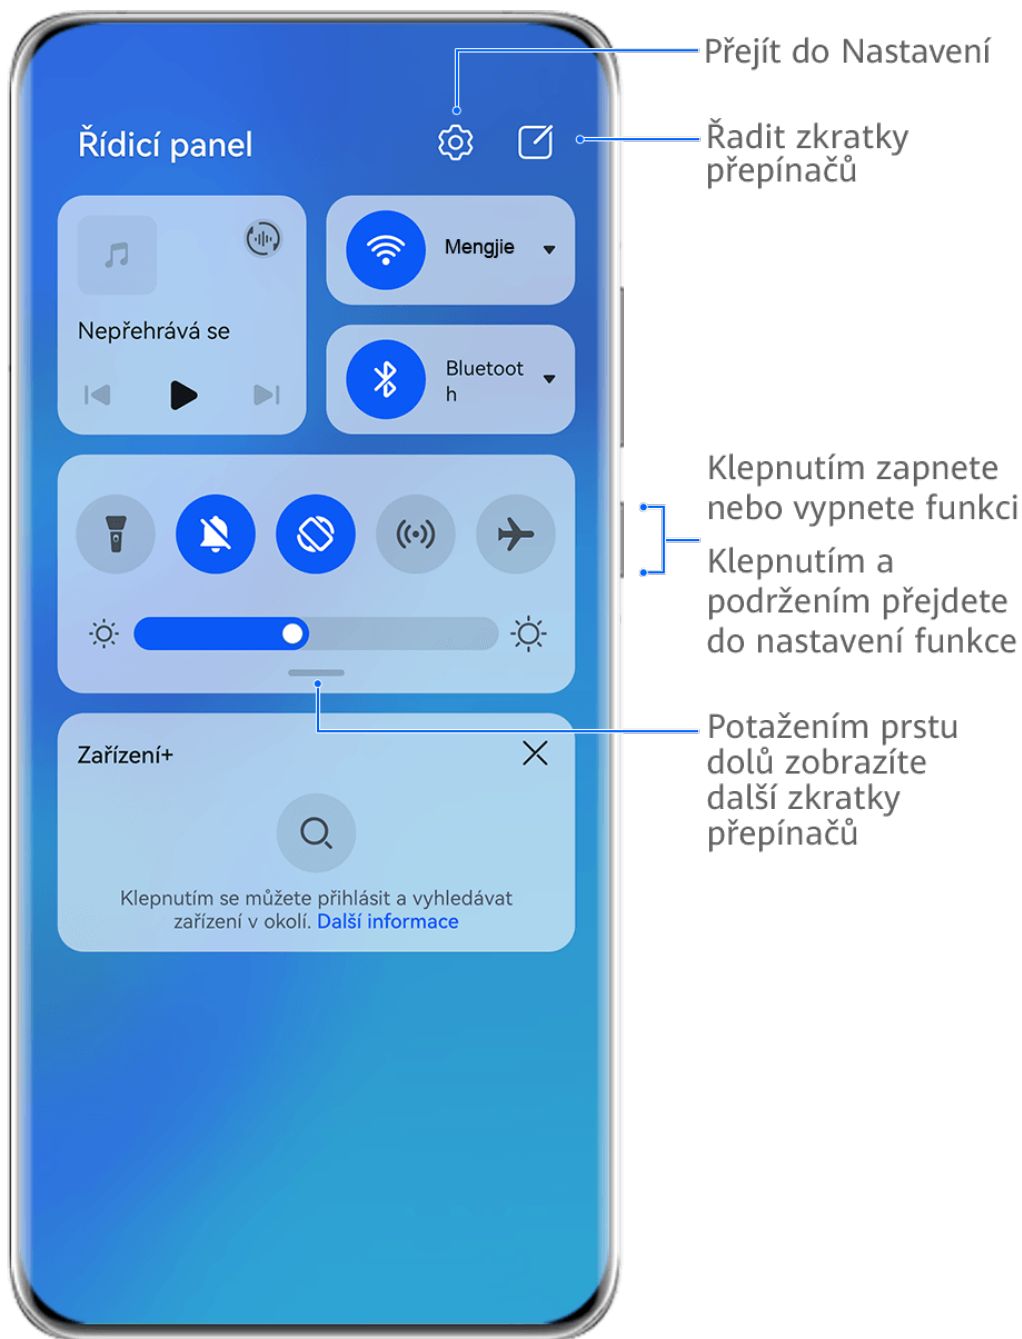 Přejít do Nastavení
Řídicí panel
Řadit zkratky
přepínačů
Nepřehrává se
Mengjie
Bluetoot
h
Klepnutím zapnete
nebo vypnete funkci
Klepnutím a
podržením přejdete
do nastavení funkce
Potažením prstu
dolů zobrazíte
další zkratky
přepínačů
Zařízení+
Klepnutím se můžete přihlásit a vyhledávat
zařízení v okolí. Další informace